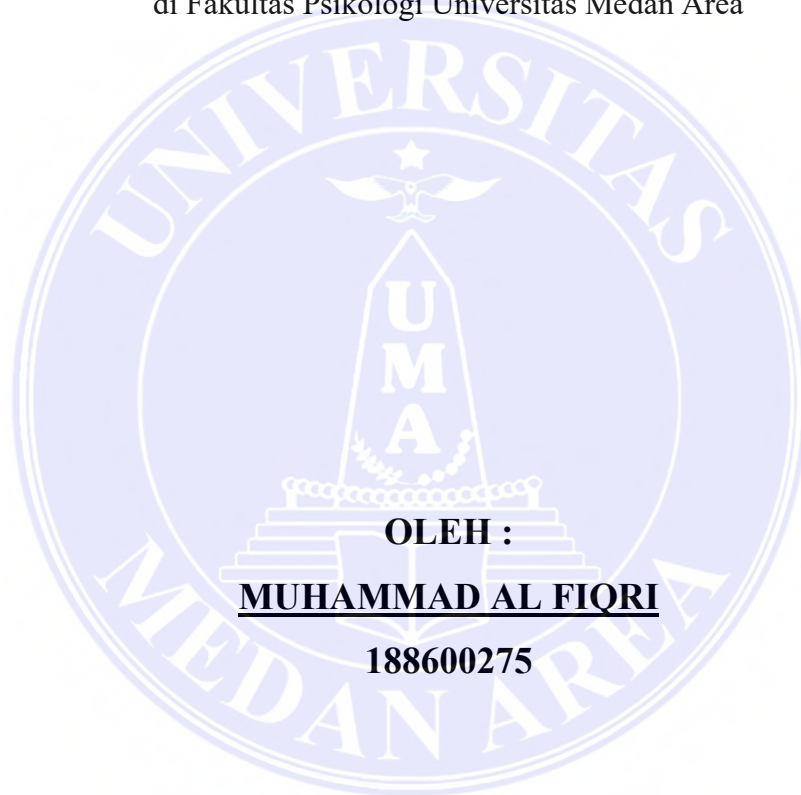 di Fakultas Psikologi Universitas Medan Area
UNIVERSITAS
U
M
A
OLEH :
MUHAMMAD AL FIQRI
188600275
MEDAN AREA